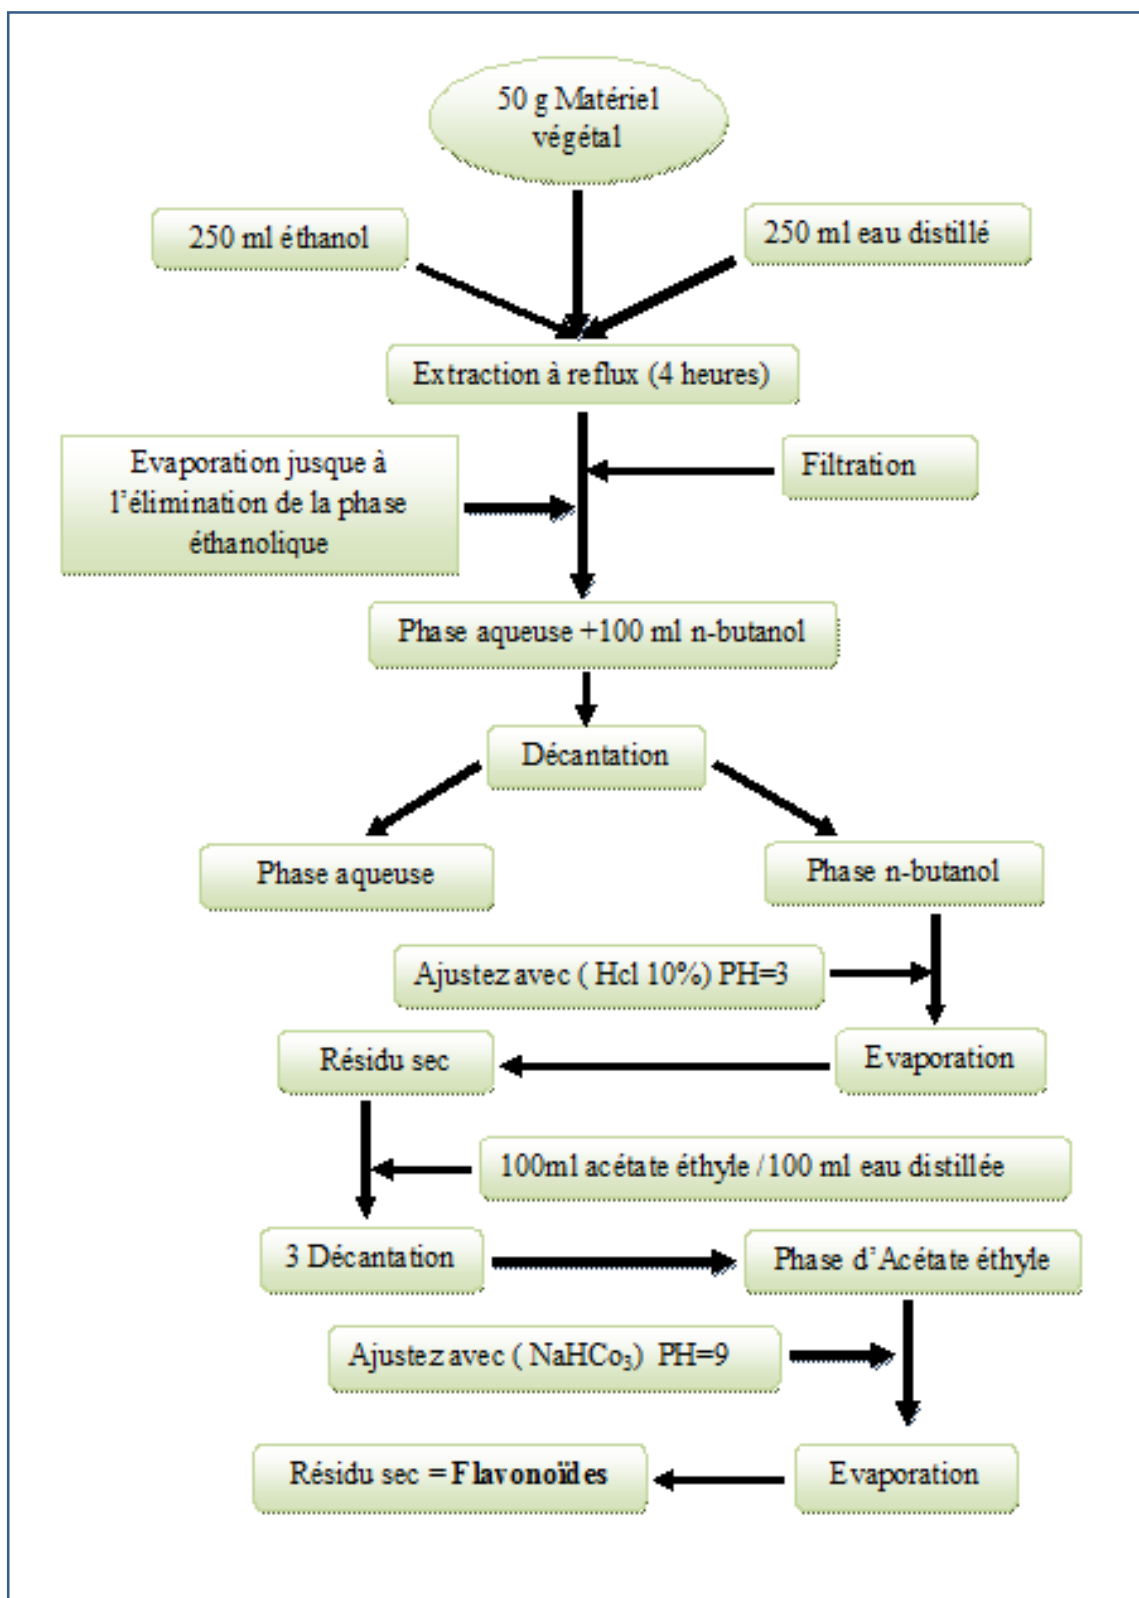 50 g Matériel
végétal
250 ml éthanol
250 ml eau distillé
Extraction à reflux (4 heures)
Evaporation jusque à
l’élimination de la phase
éthanolique
Filtration
Phase aqueuse +100 ml n-butanol
Décantation
Phase aqueuse
Phase n-butanol
Ajustez avec ( Hcl 10%) PH=3
Résidu sec
Evaporation
100ml acétate éthyle / 100 ml eau distillée
3 Décantation
Phase d’Acétate éthyle
Ajustez avec ( NaHCo₃) PH=9
Résidu sec = Flavonoïdes
Evaporation